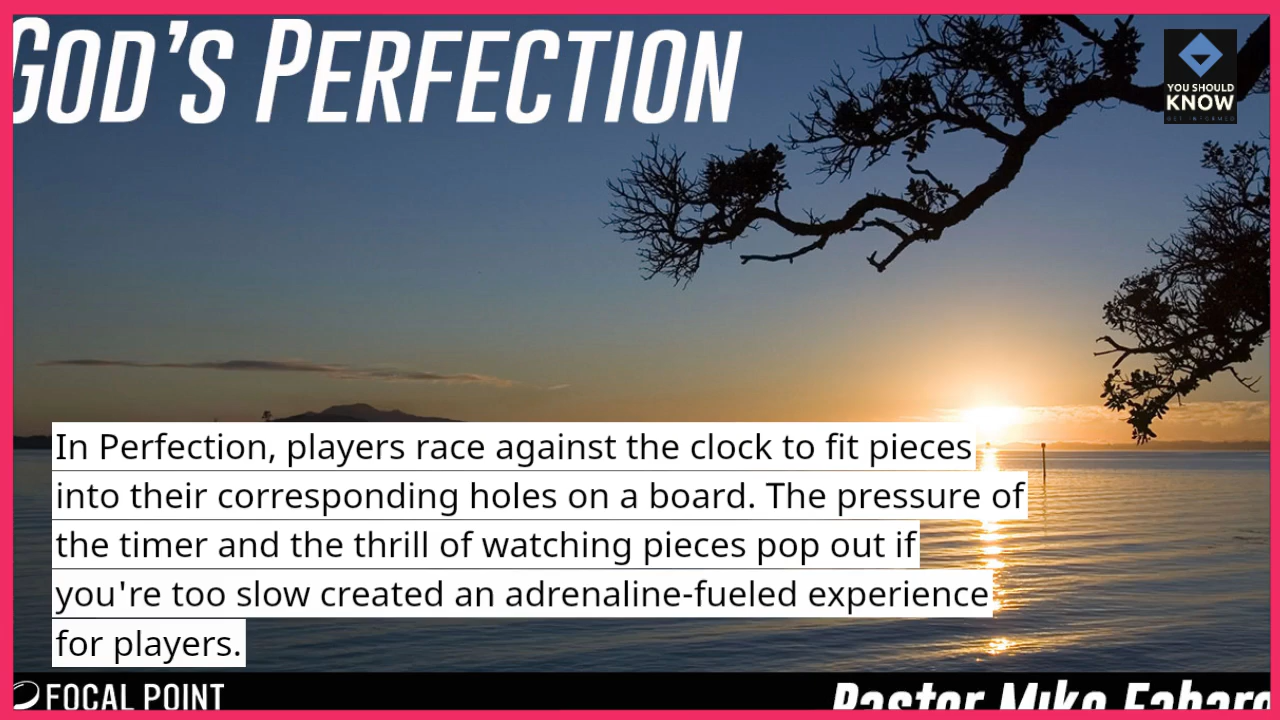 GOD'S PERFECTION
YOU SHOULD
KNOW
GET INFORMED
In Perfection, players race against the clock to fit pieces
into their corresponding holes on a board. The pressure of
the timer and the thrill of watching pieces pop out if
you're too slow created an adrenaline-fueled experience
for players.
FOCAL POINT
Pastor Mike